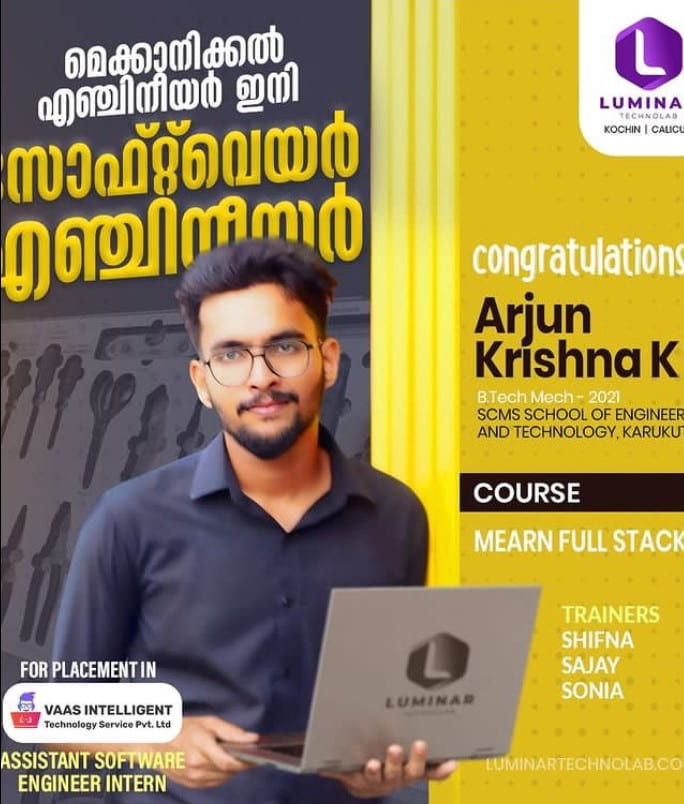 മെക്കാനിക്കൽ
എഞ്ചിനീയർ ഇനി
സോഫ്റ്റ്‌വെയർ
എഞ്ചിനീയർ
L
LUMINA
TECHNOLAB
KOCHIN | CALICU
congratulations
Arjun
Krishna K
B.Tech Mech - 2021
SCMS SCHOOL OF ENGINEER
AND TECHNOLOGY, KARUKUT
COURSE
MEARN FULL STACK
TRAINERS
SHIFNA
SAJAY
SONIA
L
LUMINAR
TECHNOLAB
FOR PLACEMENT IN
VAAS INTELLIGENT
Technology Service Pvt. Ltd
ASSISTANT SOFTWARE
ENGINEER INTERN
LUMINARTECHNOLAB.CO